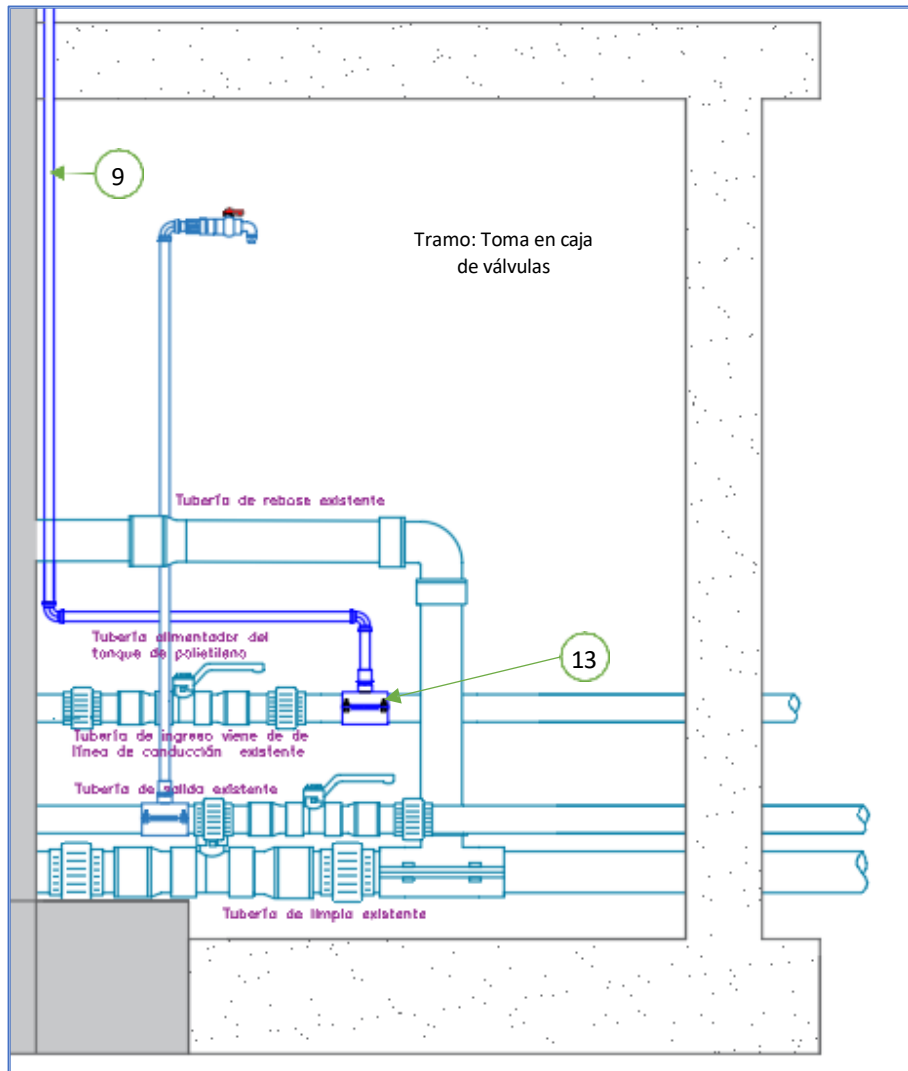 9
Tramo: Toma en caja
de válvulas
Tubería de rebose existente
Tubería alimentador del
tanque de polietileno
13
Tubería de ingreso viene de de
línea de conducción existente
Tubería de salida existente
Tubería de limpia existente